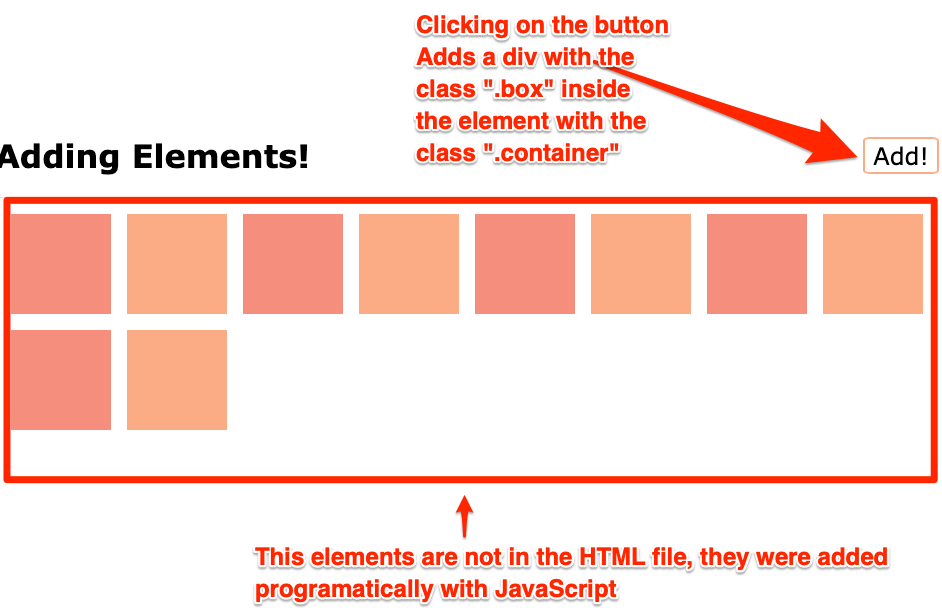 Clicking on the button
Adds a div with the
class ".box" inside
the element with the
class ".container"
Adding Elements!
Add!
This elements are not in the HTML file, they were added
programatically with JavaScript